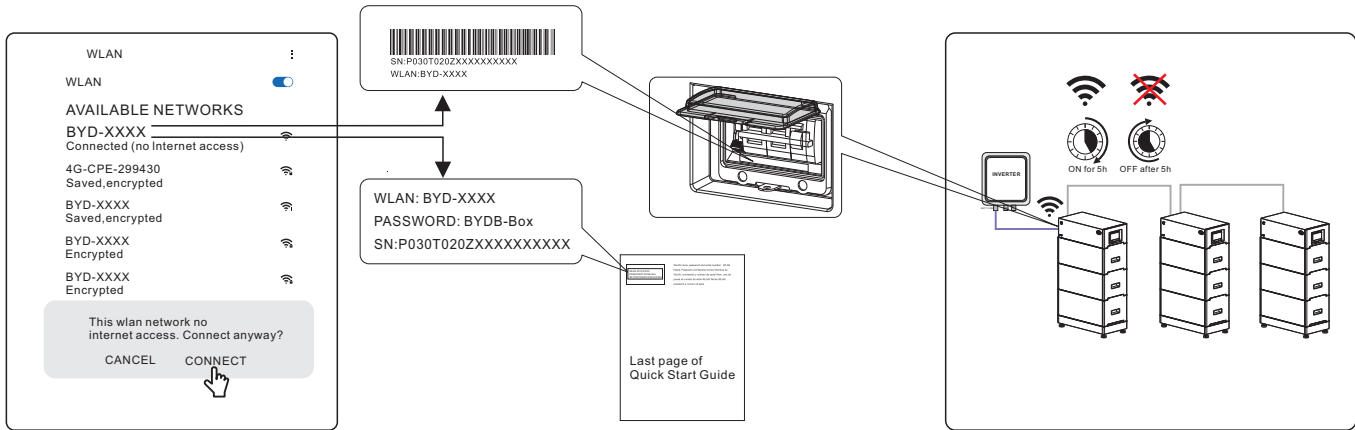 WLAN
WLAN
AVAILABLE NETWORKS
BYD-XXXX
Connected (no Internet access)
4G-CPE-299430
Saved,encrypted
BYD-XXXX
Saved,encrypted
BYD-XXXX
Encrypted
BYD-XXXX
Encrypted
This wlan network no
internet access. Connect anyway?
CANCEL CONNECT
SN:P030T020ZXXXXXXXXXX
WLAN:BYD-XXXX
WLAN: BYD-XXXX
PASSWORD: BYDB-Box
SN:P030T020ZXXXXXXXXXX
Last page of
Quick Start Guide
ON for 5h OFF after 5h
INVERTER